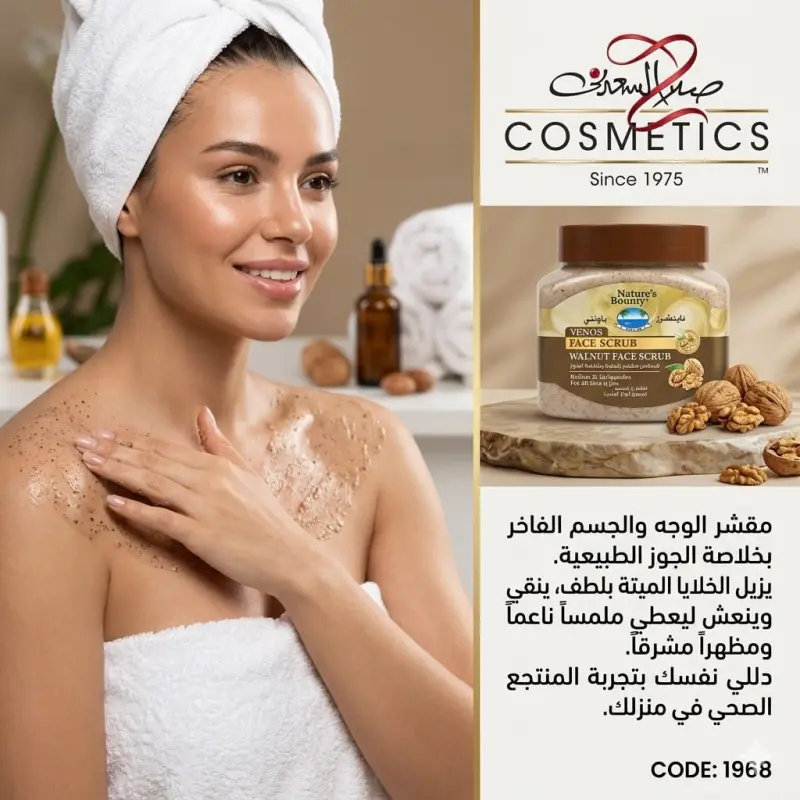 صلاح السعدني
COSMETICS
TM
Since 1975
Nature's
Bounty
نايتشرز
باونتي
VENOS
FACE SCRUB
WALNUT FACE SCRUB
مقشر الوجه والجسم الفاخر
بخلاصة الجوز الطبيعية.
يزيل الخلايا الميتة بلطف، ينقي
وينعش ليعطي ملمساً ناعماً
ومظهراً مشرقاً.
دللي نفسك بتجربة المنتجع
الصحي في منزلك.
CODE: 1968